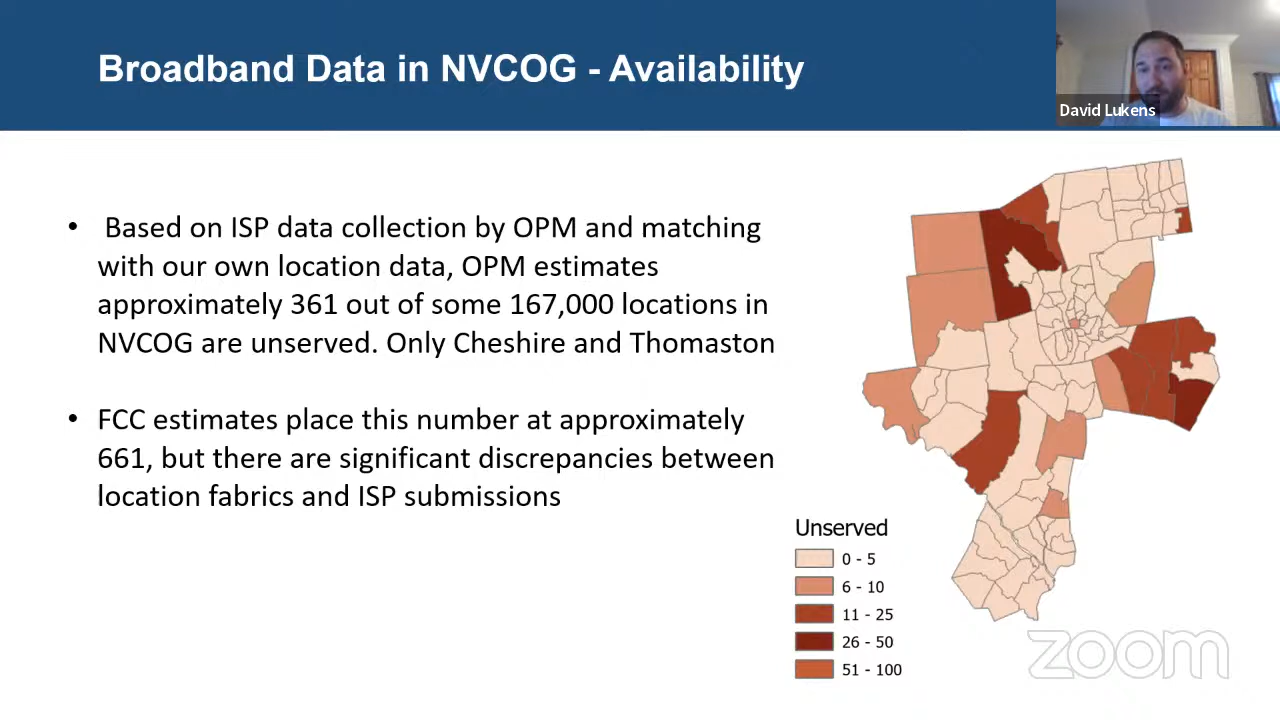 Broadband Data in NVCOG - Availability
David Lukens
• Based on ISP data collection by OPM and matching
with our own location data, OPM estimates
approximately 361 out of some 167,000 locations in
NVCOG are unserved. Only Cheshire and Thomaston
• FCC estimates place this number at approximately
661, but there are significant discrepancies between
location fabrics and ISP submissions
Unserved
0 - 5
6 - 10
11 - 25
26 - 50
51 - 100
zoom